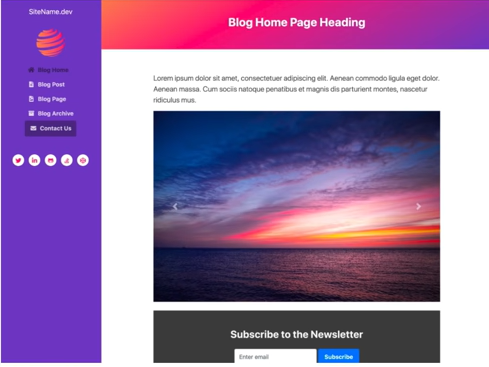 SiteName.dev
Blog Home
Blog Post
Blog Page
Blog Archive
Contact Us
Blog Home Page Heading
Lorem ipsum dolor sit amet, consectetuer adipiscing elit. Aenean commodo ligula eget dolor.
Aenean massa. Cum sociis natoque penatibus et magnis dis parturient montes, nascetur
ridiculus mus.
Subscribe to the Newsletter
Enter email
Subscribe